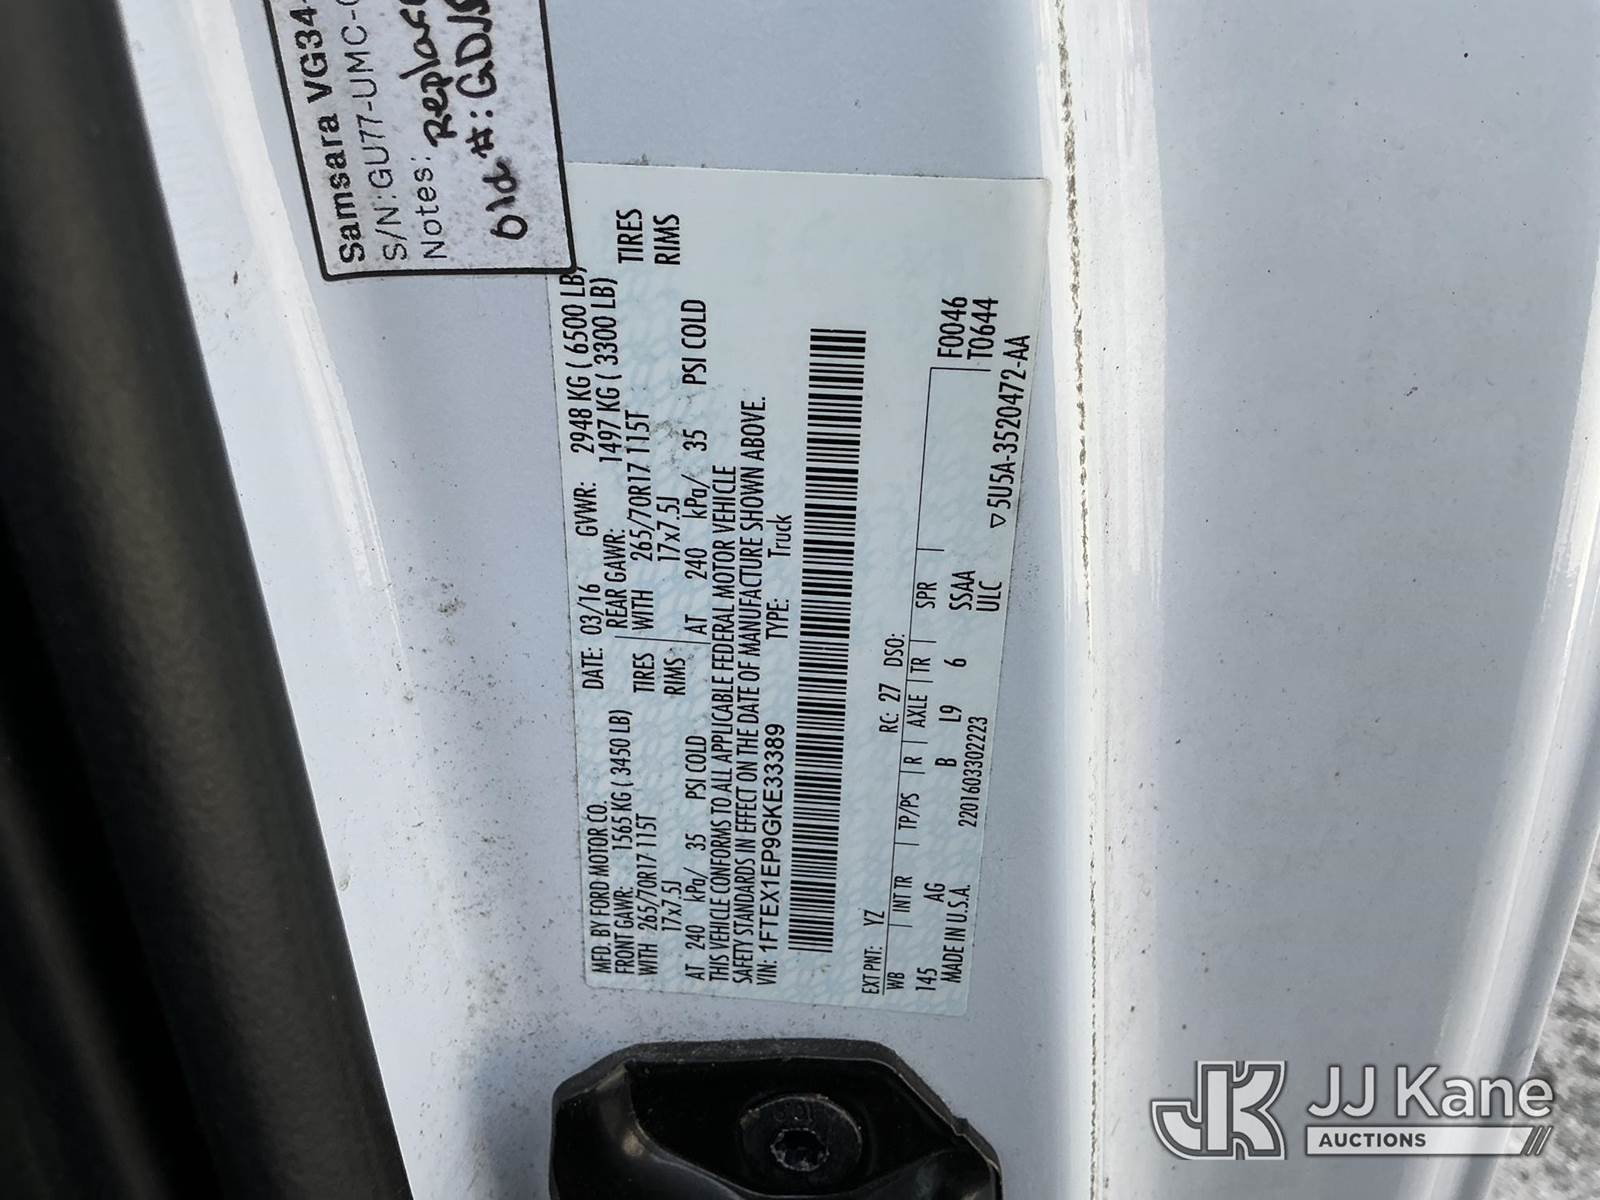 Samsara VG34-
S/N:GU77-UMC-
Notes: Replace
Old #:GDJS
MFD. BY FORD MOTOR CO. DATE: 03/16 GVWR: 2948 KG ( 6500 LB)
FRONT GAWR: 1565 KG ( 3450 LB) REAR GAWR: 1497 KG ( 3300 LB)
WITH 265/70R17 115T TIRES WITH 265/70R17 115T TIRES
17x7.5J RIMS 17x7.5J RIMS
AT 240 kPa/ 35 PSI COLD AT 240 kPa/ 35 PSI COLD
THIS VEHICLE CONFORMS TO ALL APPLICABLE FEDERAL MOTOR VEHICLE
SAFETY STANDARDS IN EFFECT ON THE DATE OF MANUFACTURE SHOWN ABOVE.
VIN: 1FTEX1EP9GKE33389 TYPE: Truck
EXT PNT: YZ RC: 27 DSO: F0046
WB INT TR TP/PS R AXLE TR SPR T0644
145 AG B L9 6 SSAA
MADE IN U.S.A. 2201603302223 ULC ▽5U5A-3520472-AA
JJ Kane
AUCTIONS